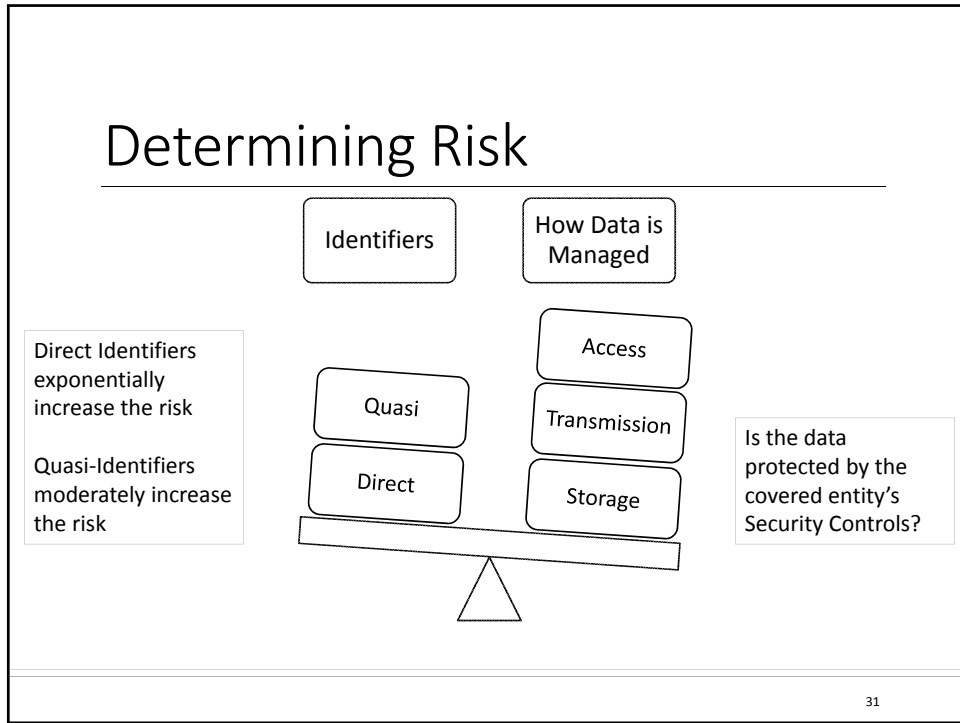 Determining Risk
Identifiers
How Data is
Managed
Direct Identifiers
exponentially
increase the risk
Quasi-Identifiers
moderately increase
the risk
Quasi
Direct
Access
Transmission
Storage
Is the data
protected by the
covered entity’s
Security Controls?
31